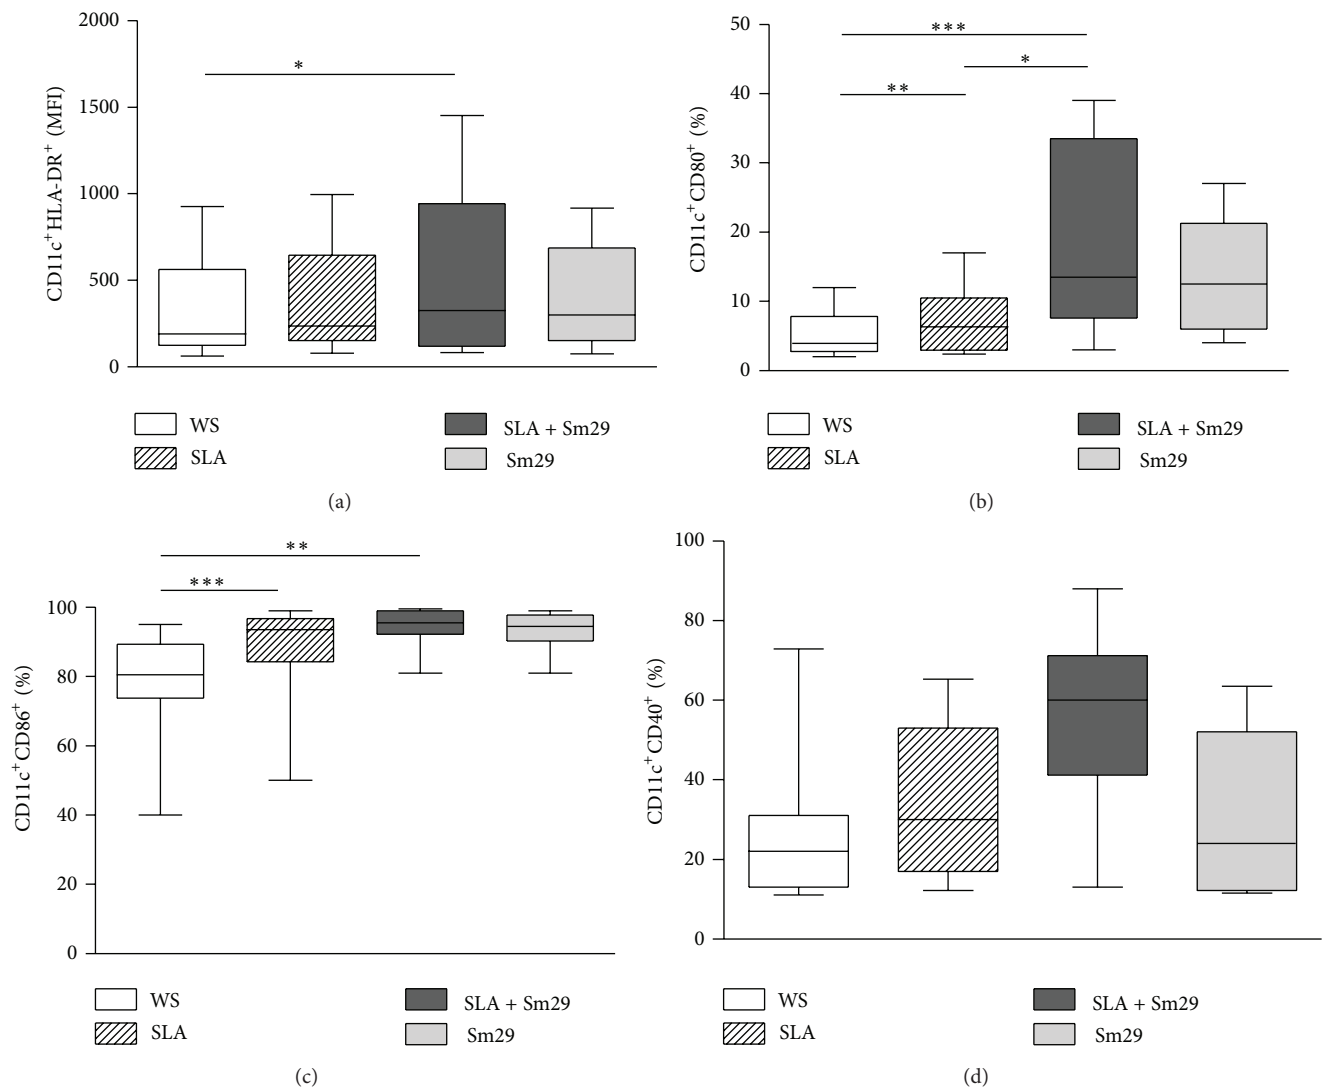 2000
1500
1000
500
0
CD11c⁺HLA-DR⁺ (MFI)
*
WS
SLA
SLA + Sm29
Sm29
(a)
50
40
30
20
10
0
CD11c⁺CD80⁺ (%)
***
*
**
WS
SLA
SLA + Sm29
Sm29
(b)
100
80
60
40
20
0
CD11c⁺CD86⁺ (%)
**
***
WS
SLA
SLA + Sm29
Sm29
(c)
100
80
60
40
20
0
CD11c⁺CD40⁺ (%)
WS
SLA
SLA + Sm29
Sm29
(d)